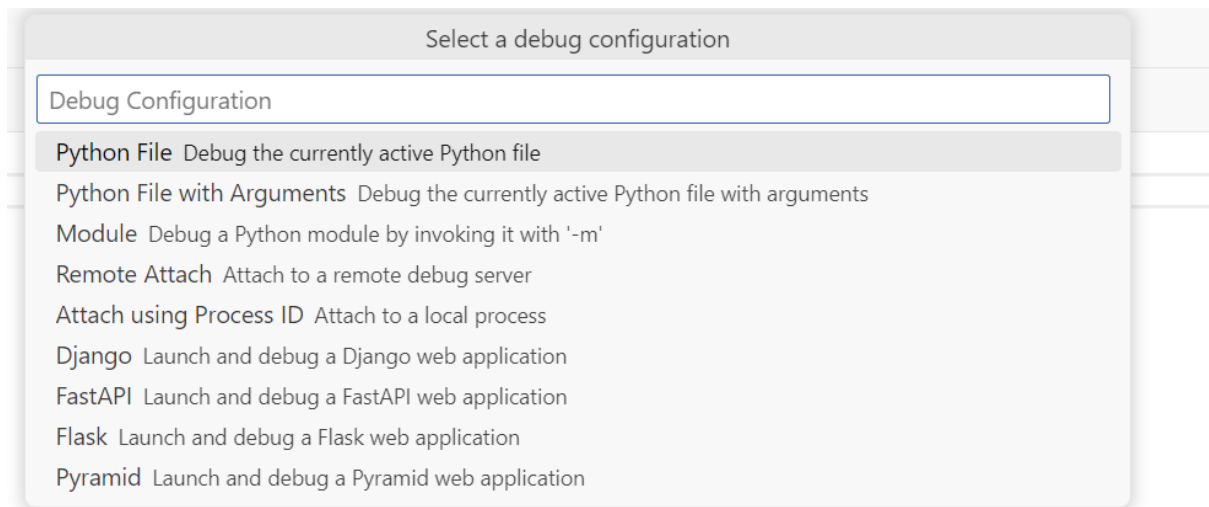 Select a debug configuration
Debug Configuration
Python File Debug the currently active Python file
Python File with Arguments Debug the currently active Python file with arguments
Module Debug a Python module by invoking it with '-m'
Remote Attach Attach to a remote debug server
Attach using Process ID Attach to a local process
Django Launch and debug a Django web application
FastAPI Launch and debug a FastAPI web application
Flask Launch and debug a Flask web application
Pyramid Launch and debug a Pyramid web application